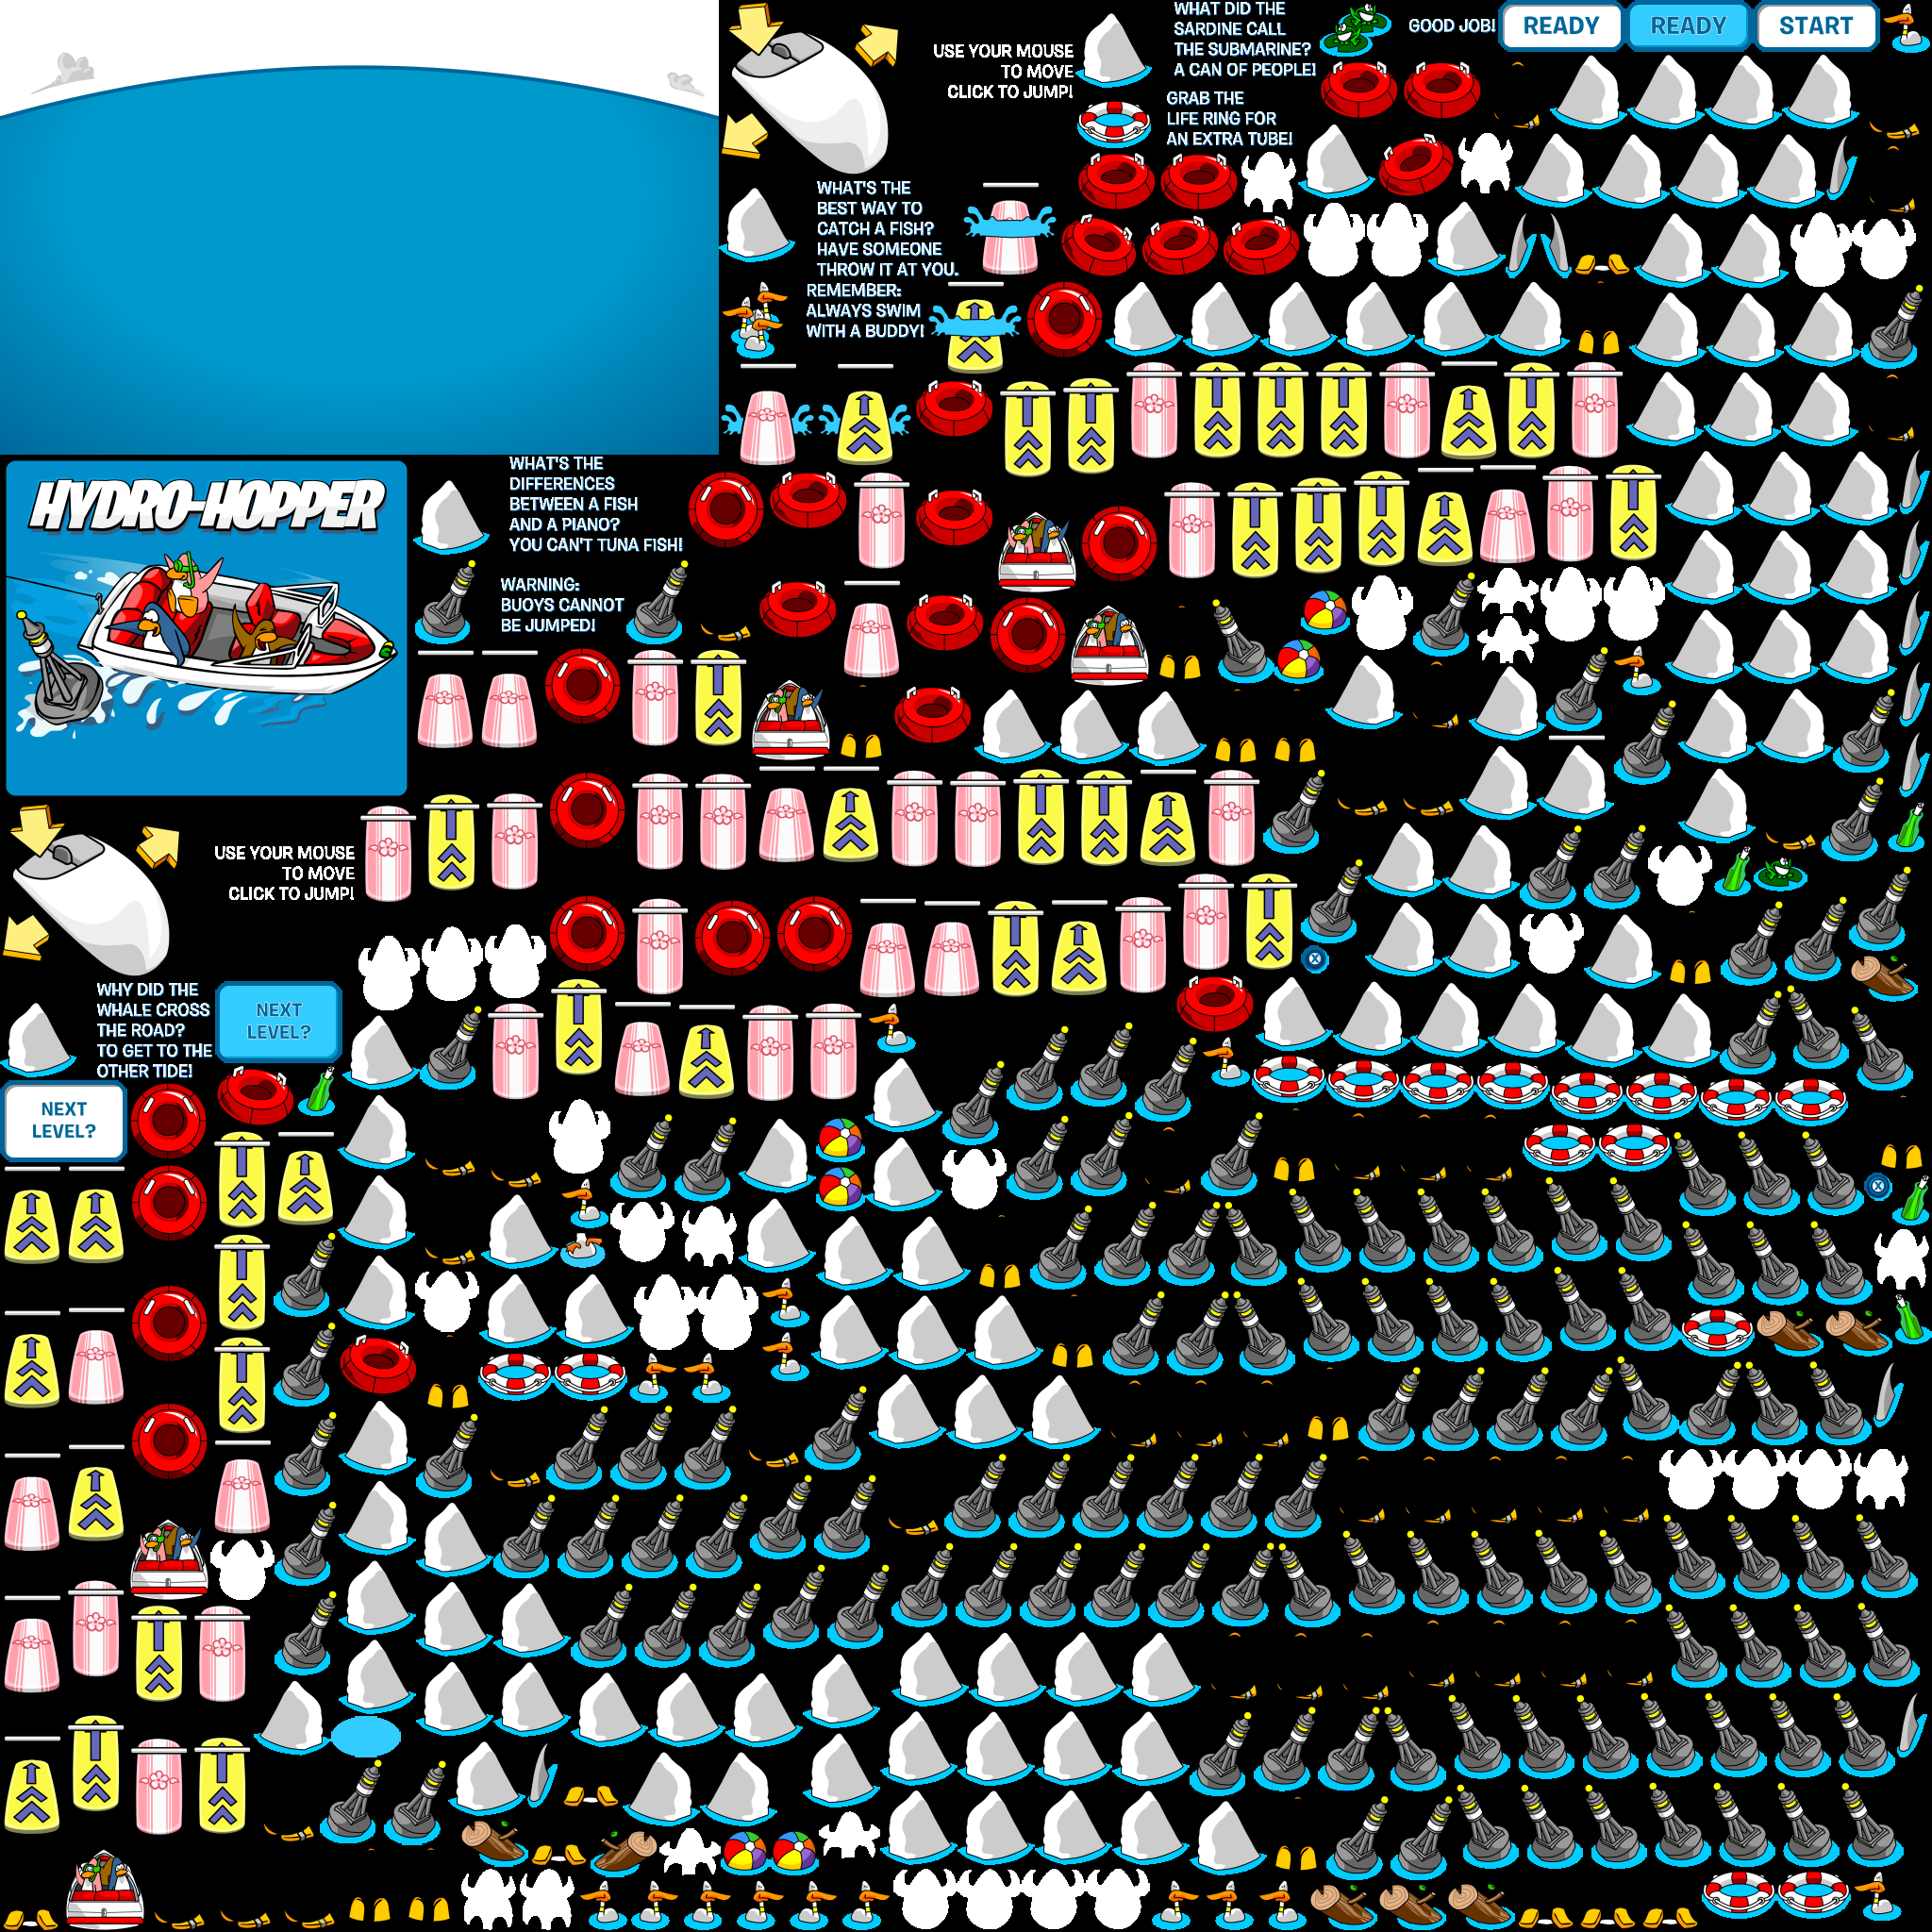 WHAT DID THE
SARDINE CALL
THE SUBMARINE?
A CAN OF PEOPLE!
GOOD JOB!
READY
READY
START
USE YOUR MOUSE
TO MOVE
CLICK TO JUMP!
GRAB THE
LIFE RING FOR
AN EXTRA TUBE!
WHAT'S THE
BEST WAY TO
CATCH A FISH?
HAVE SOMEONE
THROW IT AT YOU.
REMEMBER:
ALWAYS SWIM
WITH A BUDDY!
HYDRO-HOPPER
WHAT'S THE
DIFFERENCES
BETWEEN A FISH
AND A PIANO?
YOU CAN'T TUNA FISH!
WARNING:
BUOYS CANNOT
BE JUMPED!
USE YOUR MOUSE
TO MOVE
CLICK TO JUMP!
WHY DID THE
WHALE CROSS
THE ROAD?
TO GET TO THE
OTHER TIDE!
NEXT
LEVEL?
NEXT
LEVEL?